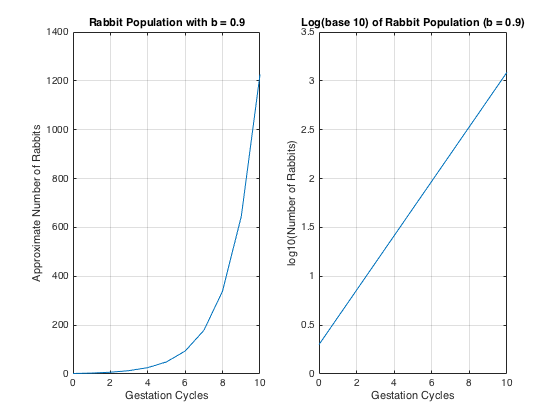 Rabbit Population with b = 0.9
Approximate Number of Rabbits
1400
1200
1000
800
600
400
200
0
0 2 4 6 8 10
Gestation Cycles
Log(base 10) of Rabbit Population (b = 0.9)
log10(Number of Rabbits)
3.5
3
2.5
2
1.5
1
0.5
0
0 2 4 6 8 10
Gestation Cycles